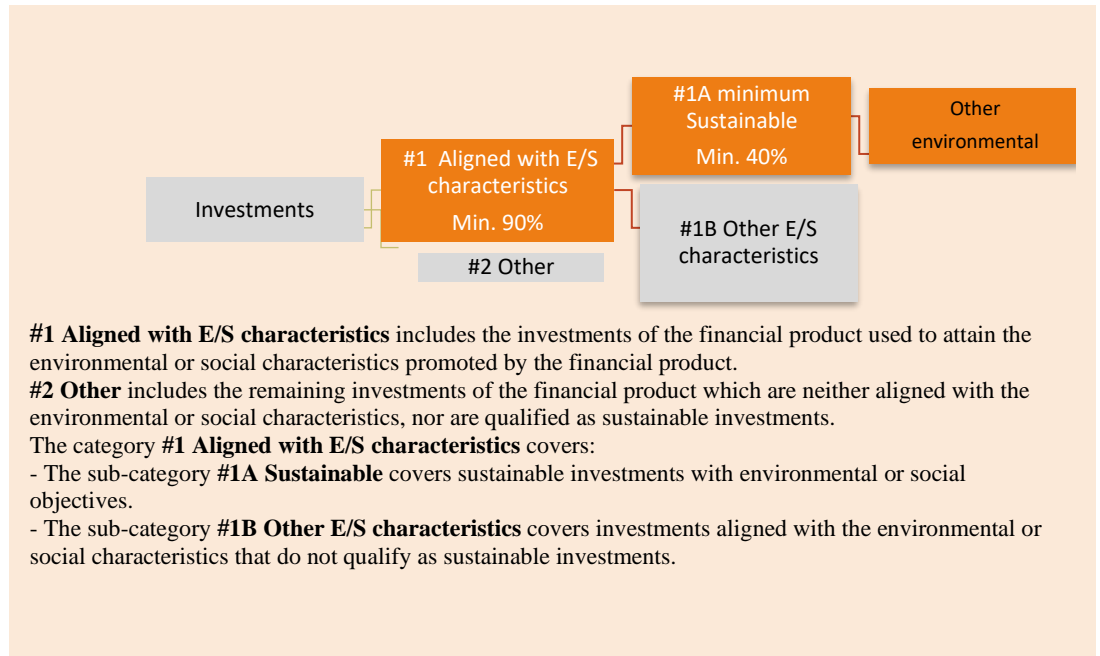 #1A minimum
Sustainable
Min. 40%
Other
environmental
#1 Aligned with E/S
characteristics
Min. 90%
Investments
#1B Other E/S
characteristics
#2 Other
#1 Aligned with E/S characteristics includes the investments of the financial product used to attain the
environmental or social characteristics promoted by the financial product.
#2 Other includes the remaining investments of the financial product which are neither aligned with the
environmental or social characteristics, nor are qualified as sustainable investments.
The category #1 Aligned with E/S characteristics covers:
- The sub-category #1A Sustainable covers sustainable investments with environmental or social
objectives.
- The sub-category #1B Other E/S characteristics covers investments aligned with the environmental or
social characteristics that do not qualify as sustainable investments.